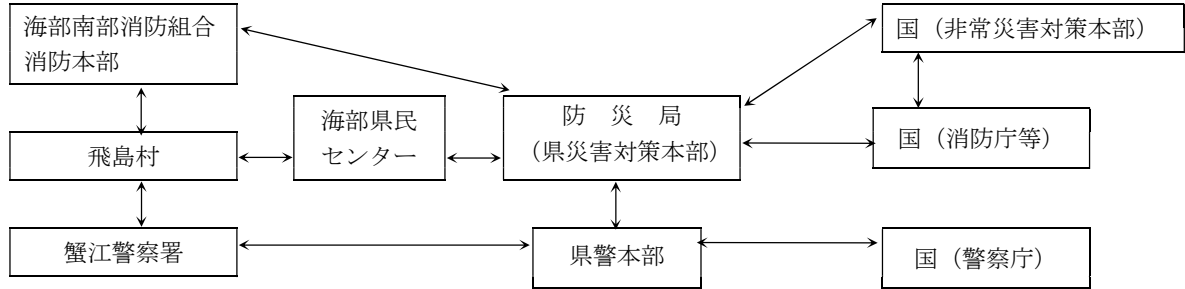 海部南部消防組合
消防本部
国（非常災害対策本部）
海部県民
センター
防　災　局
（県災害対策本部）
国（消防庁等）
飛島村
蟹江警察署
県警本部
国（警察庁）